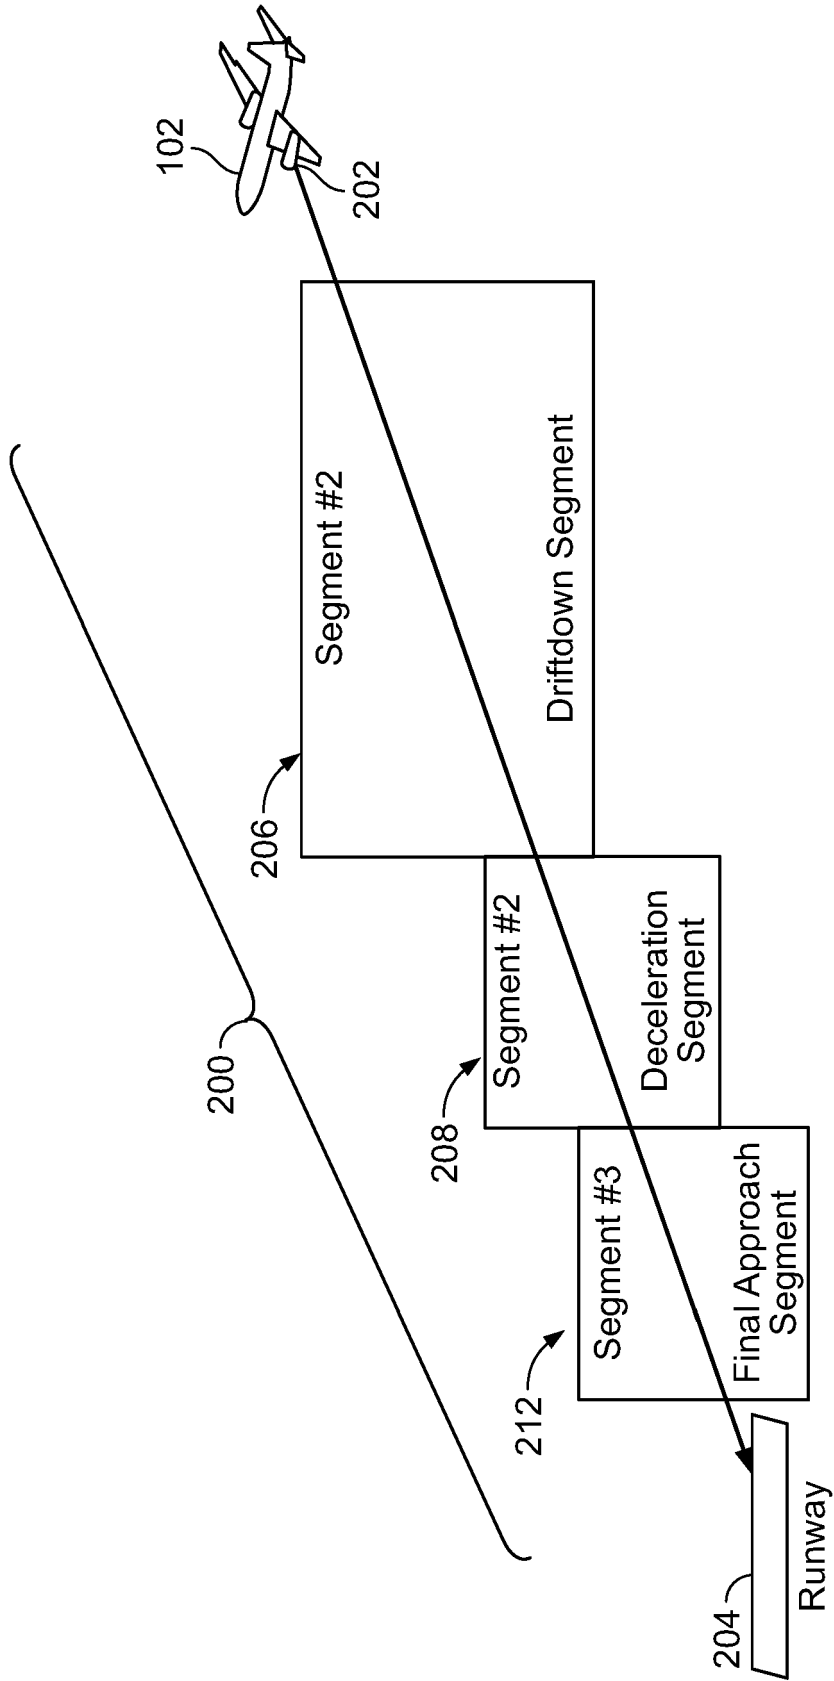 102
202
200
206
Segment #2
Driftdown Segment
208
Segment #2
Deceleration
Segment
212
Segment #3
Final Approach
Segment
204
Runway